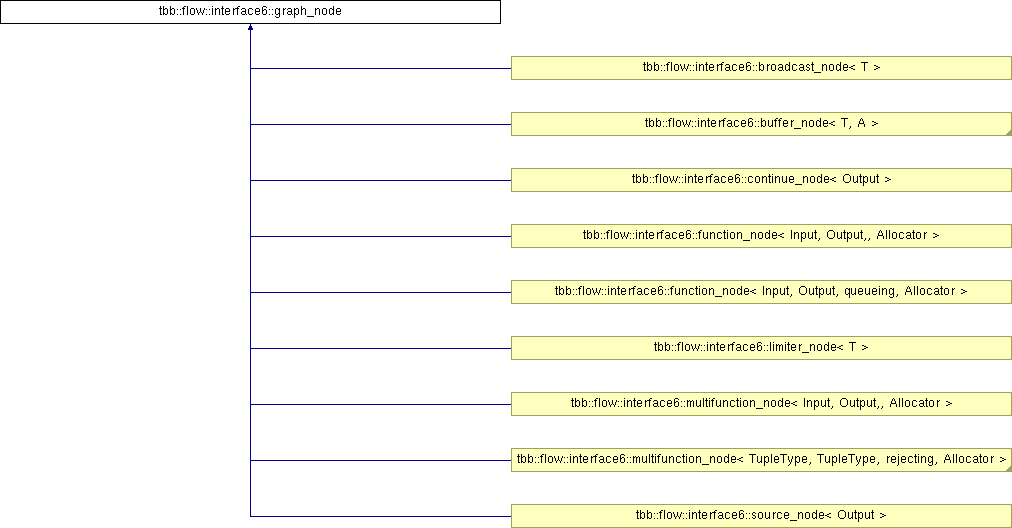 tbb::flow::interface6::graph_node
tbb::flow::interface6::broadcast_node< T >
tbb::flow::interface6::buffer_node< T, A >
tbb::flow::interface6::continue_node< Output >
tbb::flow::interface6::function_node< Input, Output,, Allocator >
tbb::flow::interface6::function_node< Input, Output, queueing, Allocator >
tbb::flow::interface6::limiter_node< T >
tbb::flow::interface6::multifunction_node< Input, Output,, Allocator >
tbb::flow::interface6::multifunction_node< TupleType, TupleType, rejecting, Allocator >
tbb::flow::interface6::source_node< Output >